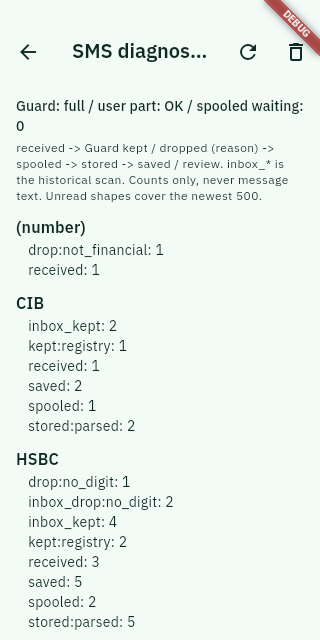 DEBUG
SMS diagnos...
Guard: full / user part: OK / spooled waiting:
0
received -> Guard kept / dropped (reason) ->
spooled -> stored -> saved / review. inbox_* is
the historical scan. Counts only, never message
text. Unread shapes cover the newest 500.
(number)
drop:not_financial: 1
received: 1
CIB
inbox_kept: 2
kept:registry: 1
received: 1
saved: 2
spooled: 1
stored:parsed: 2
HSBC
drop:no_digit: 1
inbox_drop:no_digit: 2
inbox_kept: 4
kept:registry: 2
received: 3
saved: 5
spooled: 2
stored:parsed: 5